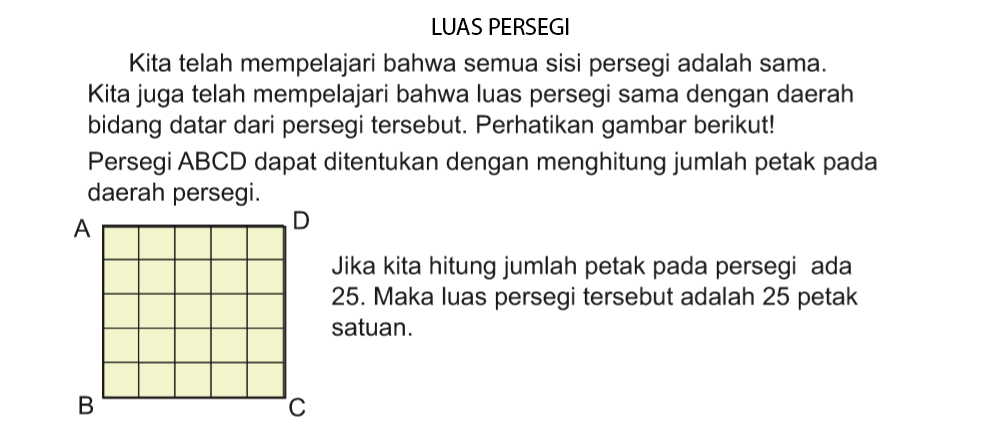 LUAS PERSEGI
Kita telah mempelajari bahwa semua sisi persegi adalah sama.
Kita juga telah mempelajari bahwa luas persegi sama dengan daerah
bidang datar dari persegi tersebut. Perhatikan gambar berikut!
Persegi ABCD dapat ditentukan dengan menghitung jumlah petak pada
daerah persegi.
A
D
Jika kita hitung jumlah petak pada persegi ada
25. Maka luas persegi tersebut adalah 25 petak
satuan.
B
C